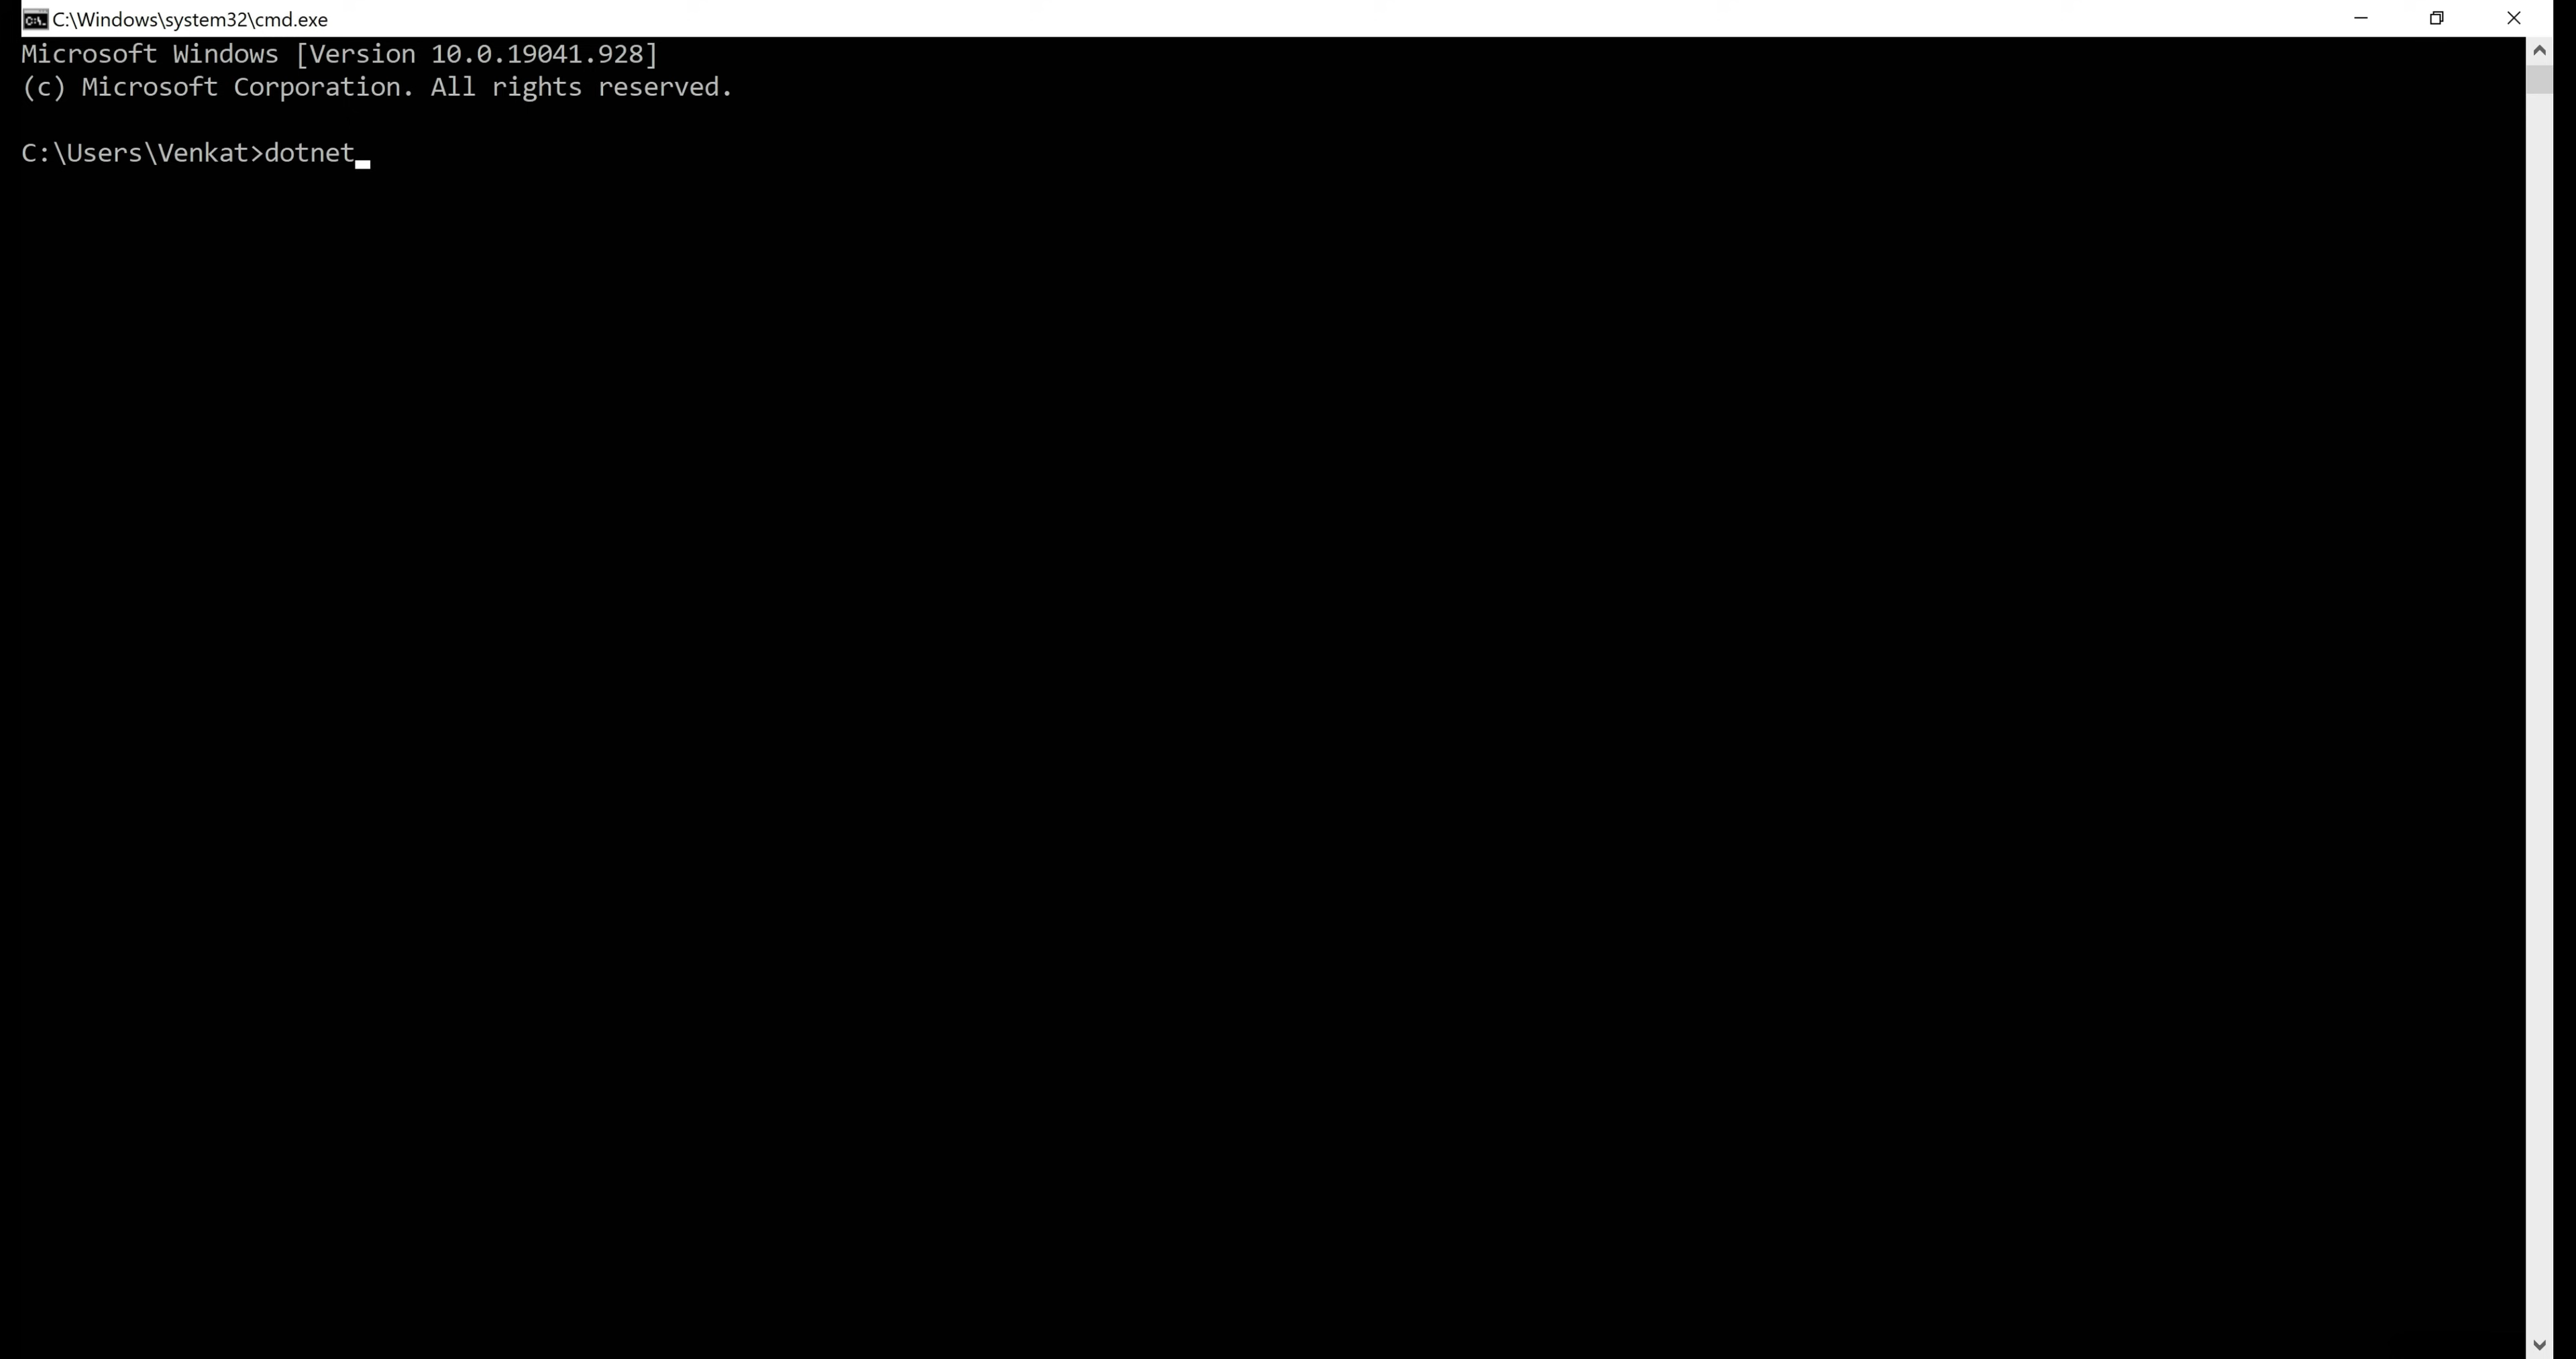 C:\Windows\system32\cmd.exe
Microsoft Windows [Version 10.0.19041.928]
(c) Microsoft Corporation. All rights reserved.
C:\Users\Venkat>dotnet